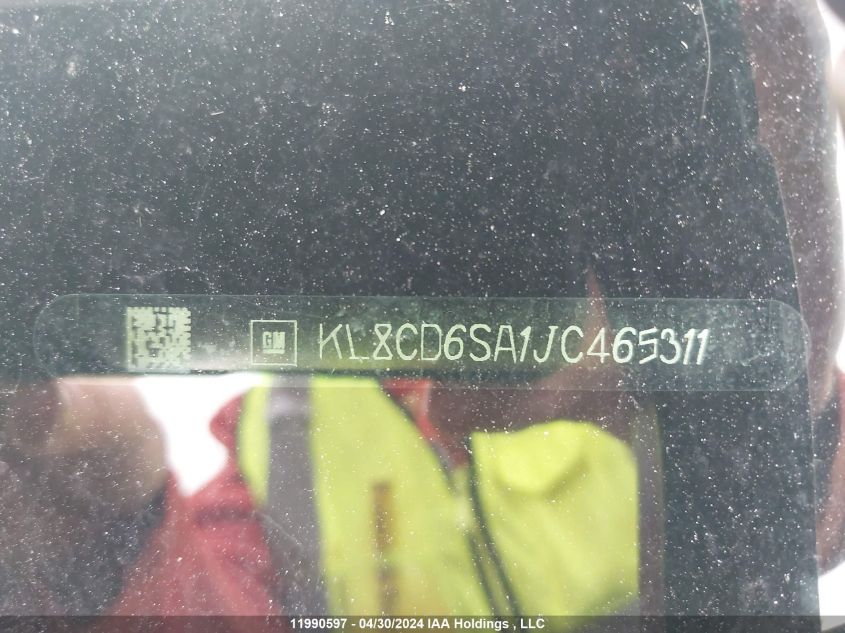 GM KL8CD6SA1JC465311
11990597 - 04/30/2024 IAA Holdings , LLC